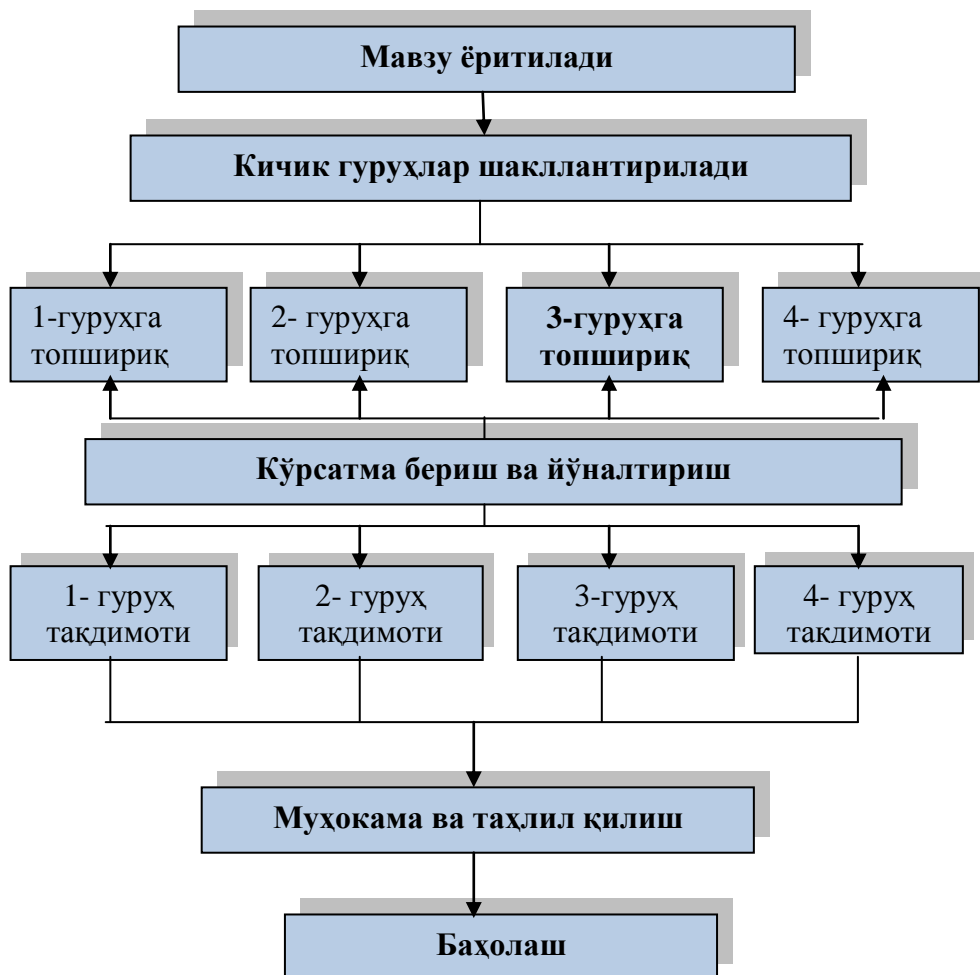 Мавзу ёритилади
Кичик гуруҳлар шакллантирилади
1-гуруҳга
топшириқ
2- гуруҳга
топшириқ
3-гуруҳга
топшириқ
4- гуруҳга
топшириқ
Кўрсатма бериш ва йўналтириш
1- гуруҳ
тақдимоти
2- гуруҳ
тақдимоти
3-гуруҳ
тақдимоти
4- гуруҳ
тақдимоти
Муҳокама ва таҳлил қилиш
Баҳолаш